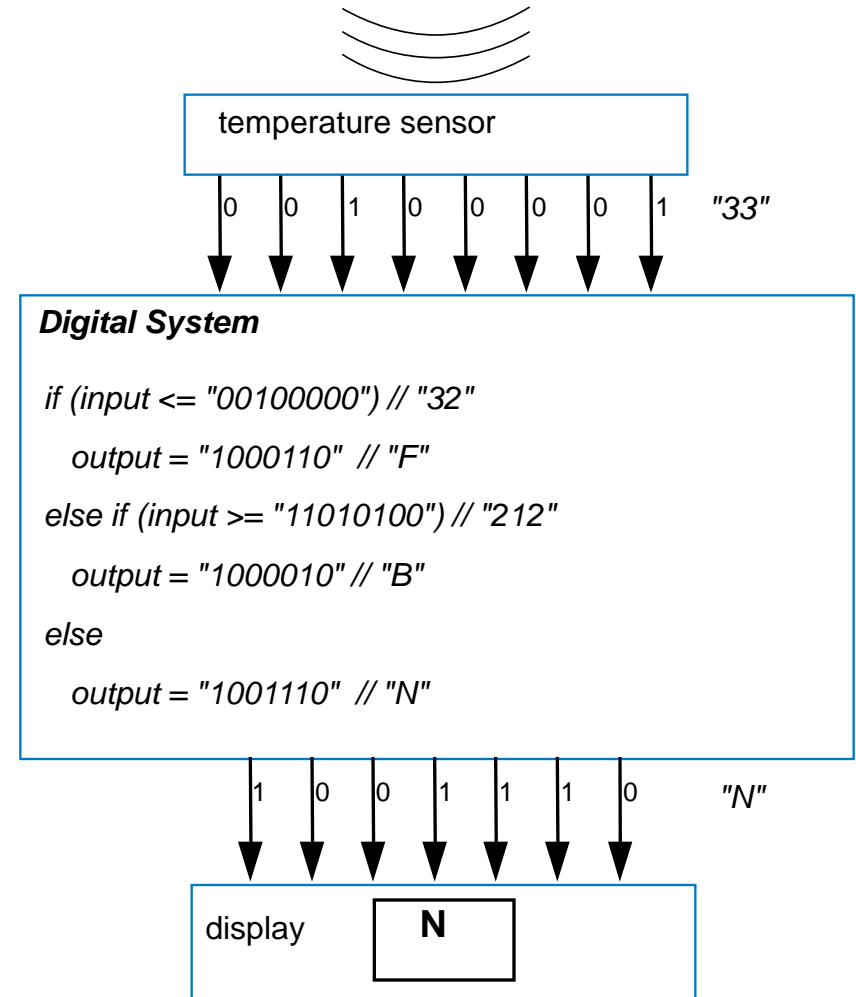 temperature sensor
0 0 1 0 0 0 0 1 "33"
Digital System
if (input <= "00100000") // "32"
output = "1000110" // "F"
else if (input >= "11010100") // "212"
output = "1000010" // "B"
else
output = "1001110" // "N"
1 0 0 1 1 1 0 "N"
display N